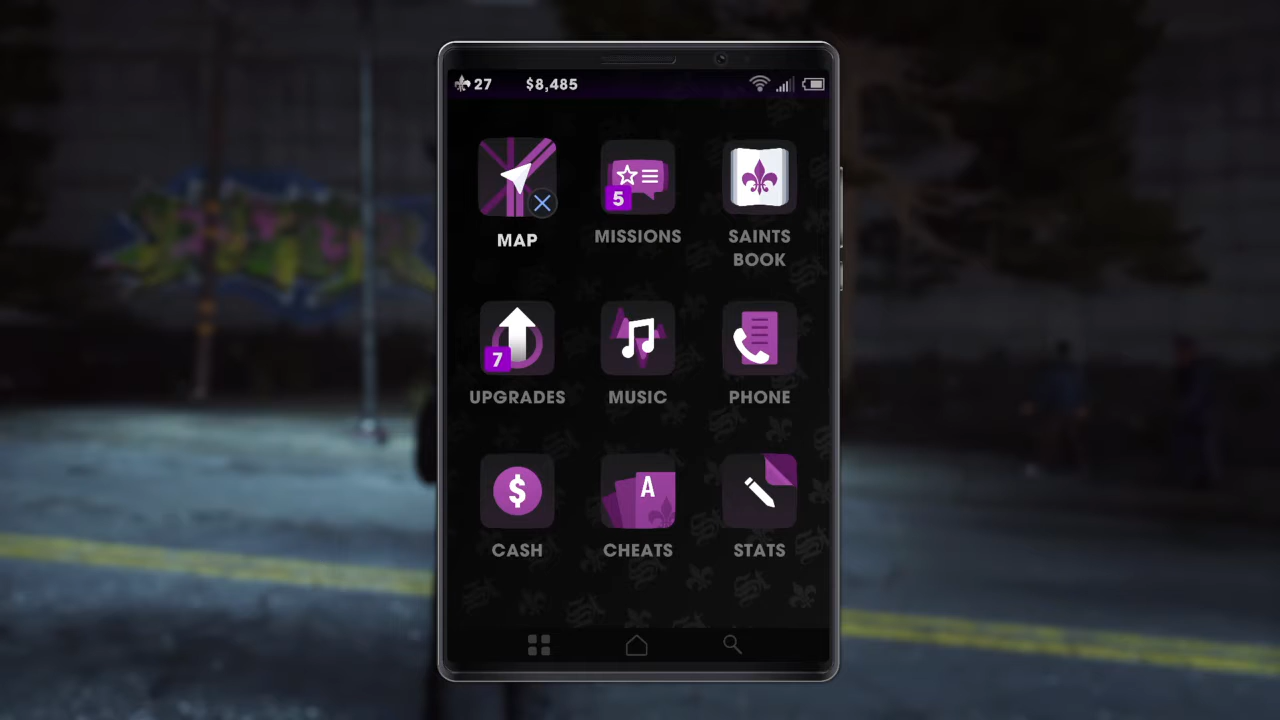 27 $8,485
MAP
5
MISSIONS
SAINTS
BOOK
7
UPGRADES
MUSIC
PHONE
$
CASH
A
CHEATS
STATS